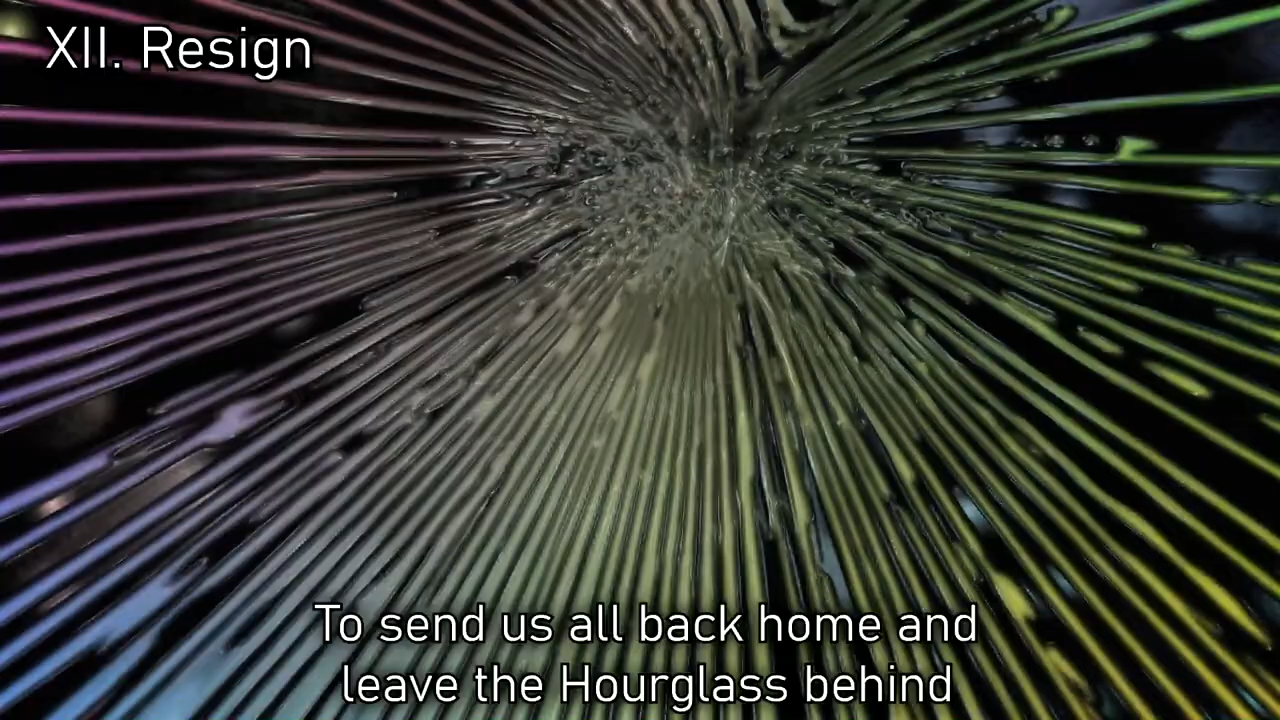 XII. Resign
To send us all back home and
leave the Hourglass behind